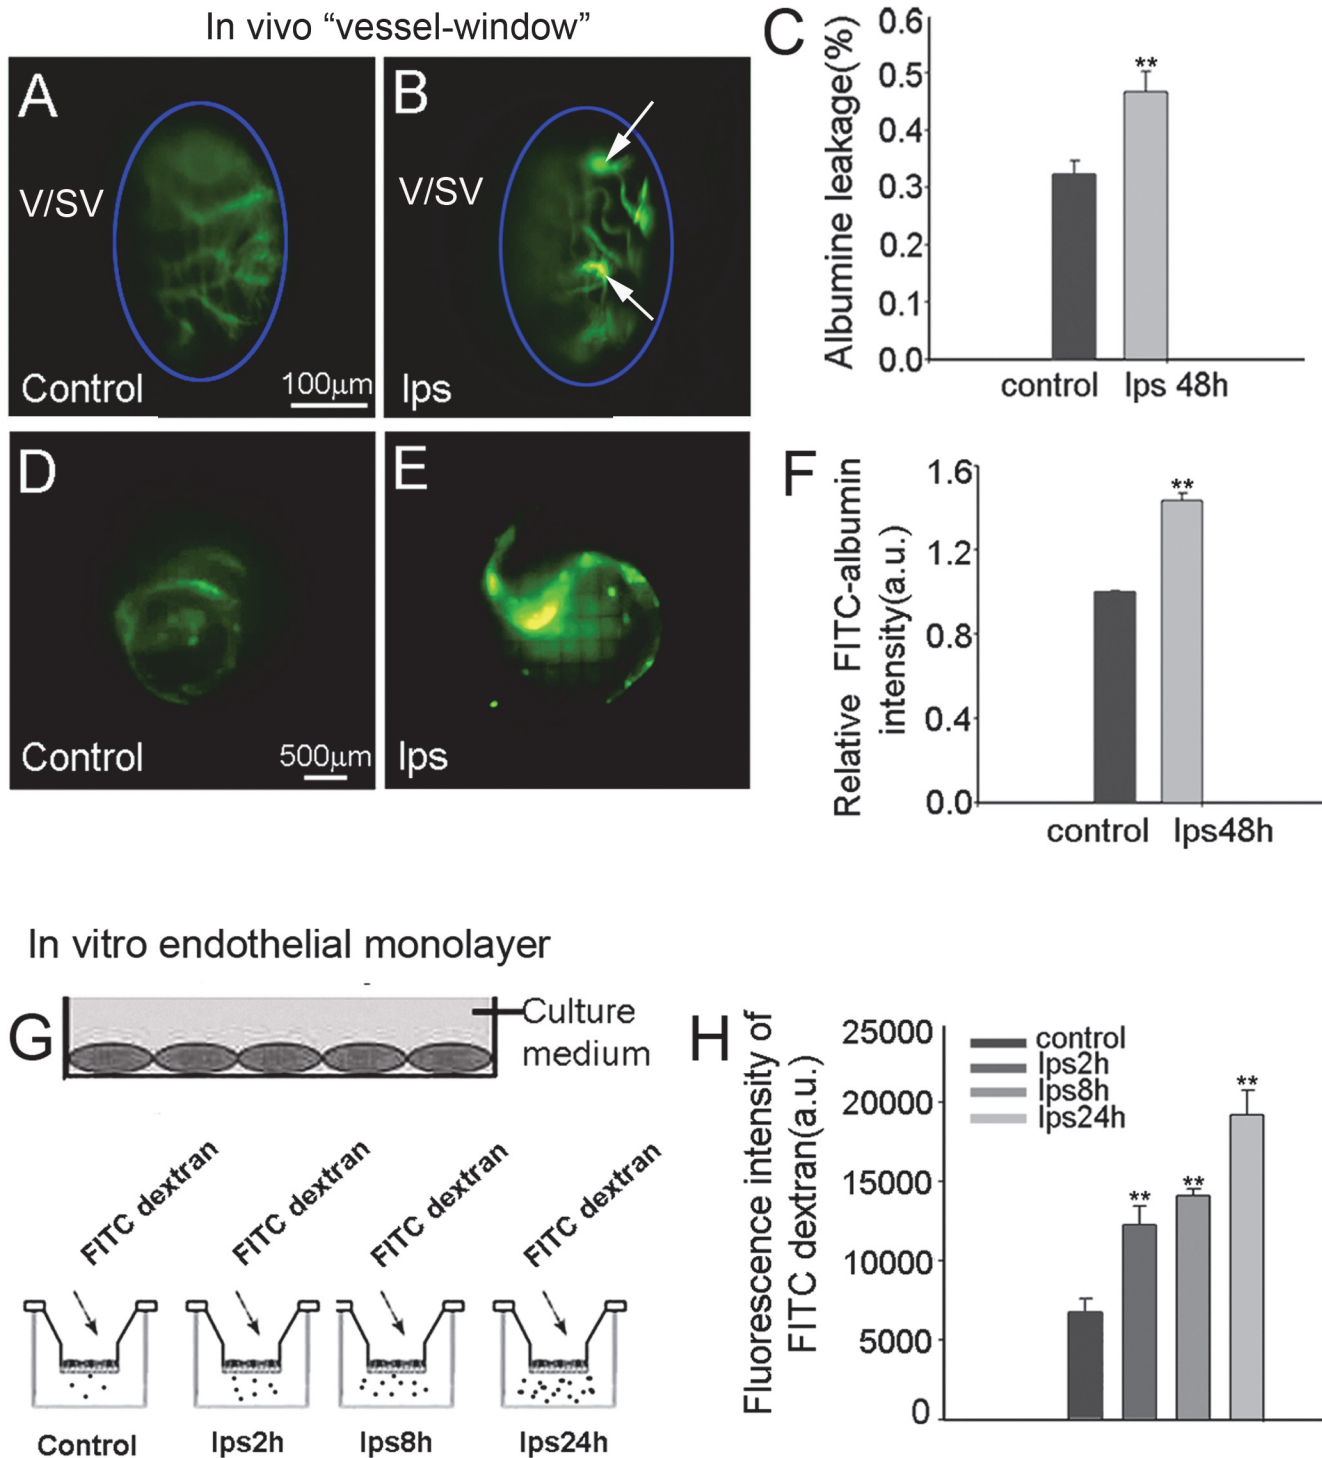 In vivo “vessel-window”
A
V/SV
Control
100μm
B
V/SV
lps
C
Albumine leakage(%)
0.6
0.5
0.4
0.3
0.2
0.1
0.0
**
control
lps 48h
D
Control
500μm
E
lps
F
Relative FITC-albumin
intensity(a.u.)
1.6
1.2
0.8
0.4
0.0
**
control
lps48h
In vitro endothelial monolayer
G
Culture
medium
FITC dextran
FITC dextran
FITC dextran
FITC dextran
Control
lps2h
lps8h
lps24h
H
Fluorescence intensity of
FITC dextran(a.u.)
25000
20000
15000
10000
5000
0
control
lps2h
lps8h
lps24h
**
**
**